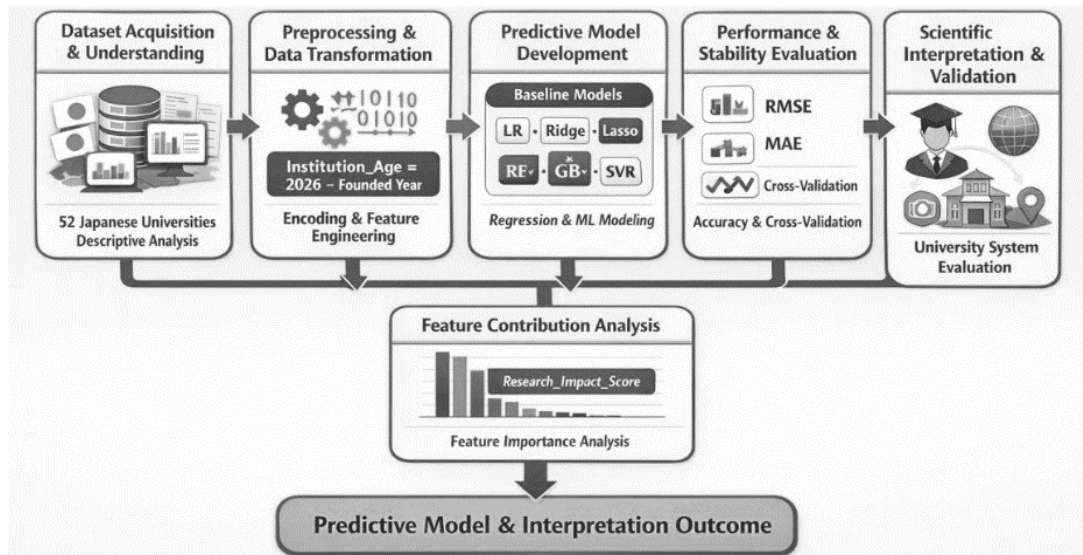 Dataset Acquisition
& Understanding
52 Japanese Universities
Descriptive Analysis
Preprocessing &
Data Transformation
Institution_Age =
2026 – Founded Year
Encoding & Feature
Engineering
Predictive Model
Development
Baseline Models
LR • Ridge • Lasso
RF • GB • SVR
Regression & ML Modeling
Performance &
Stability Evaluation
RMSE
MAE
Cross-Validation
Accuracy & Cross-Validation
Scientific
Interpretation &
Validation
University System
Evaluation
Feature Contribution Analysis
Research_Impact_Score
Feature Importance Analysis
Predictive Model & Interpretation Outcome